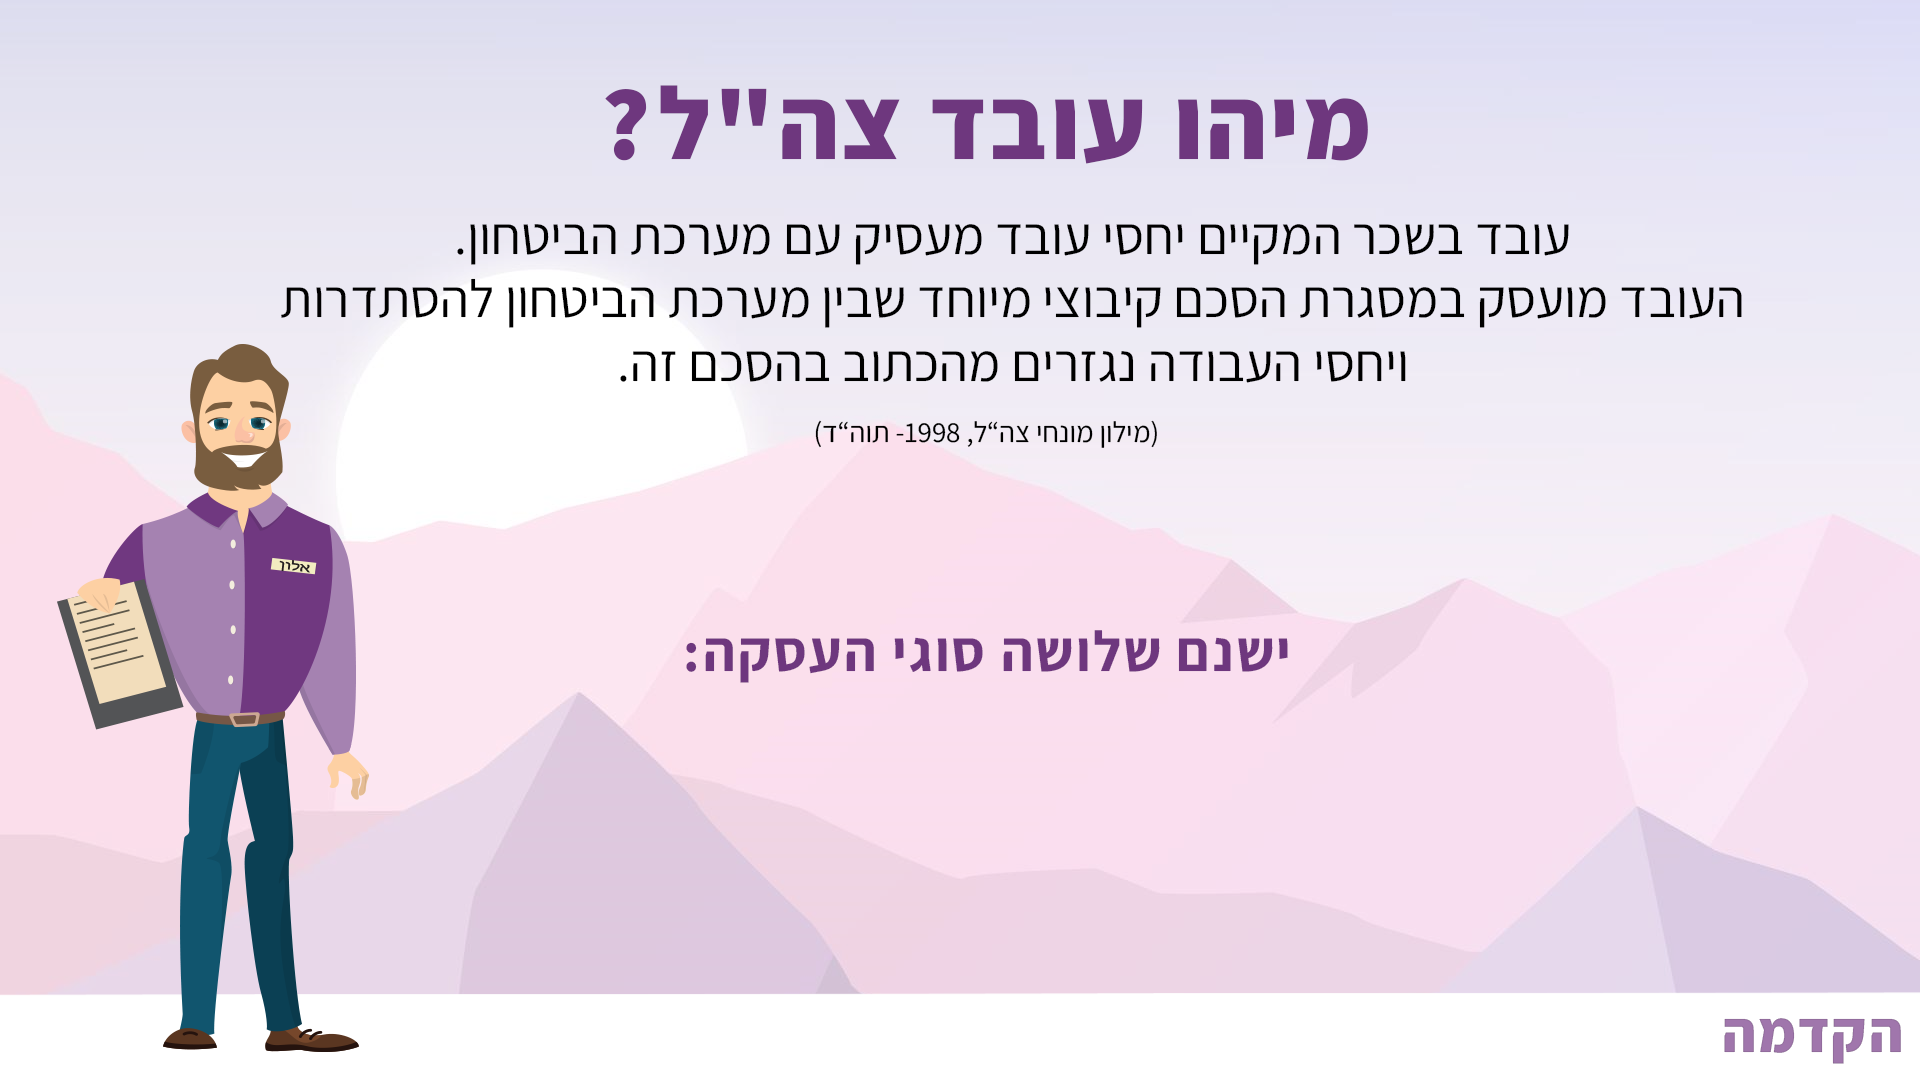 מיהו עובד צה"ל?
עובד בשכר המקיים יחסי עובד מעסיק עם מערכת הביטחון.
העובד מועסק במסגרת הסכם קיבוצי מיוחד שבין מערכת הביטחון להסתדרות
ויחסי העבודה נגזרים מהכתוב בהסכם זה.
(מילון מונחי צה“ל, 1998- תוה“ד)
אלון
ישנם שלושה סוגי העסקה:
הקדמה